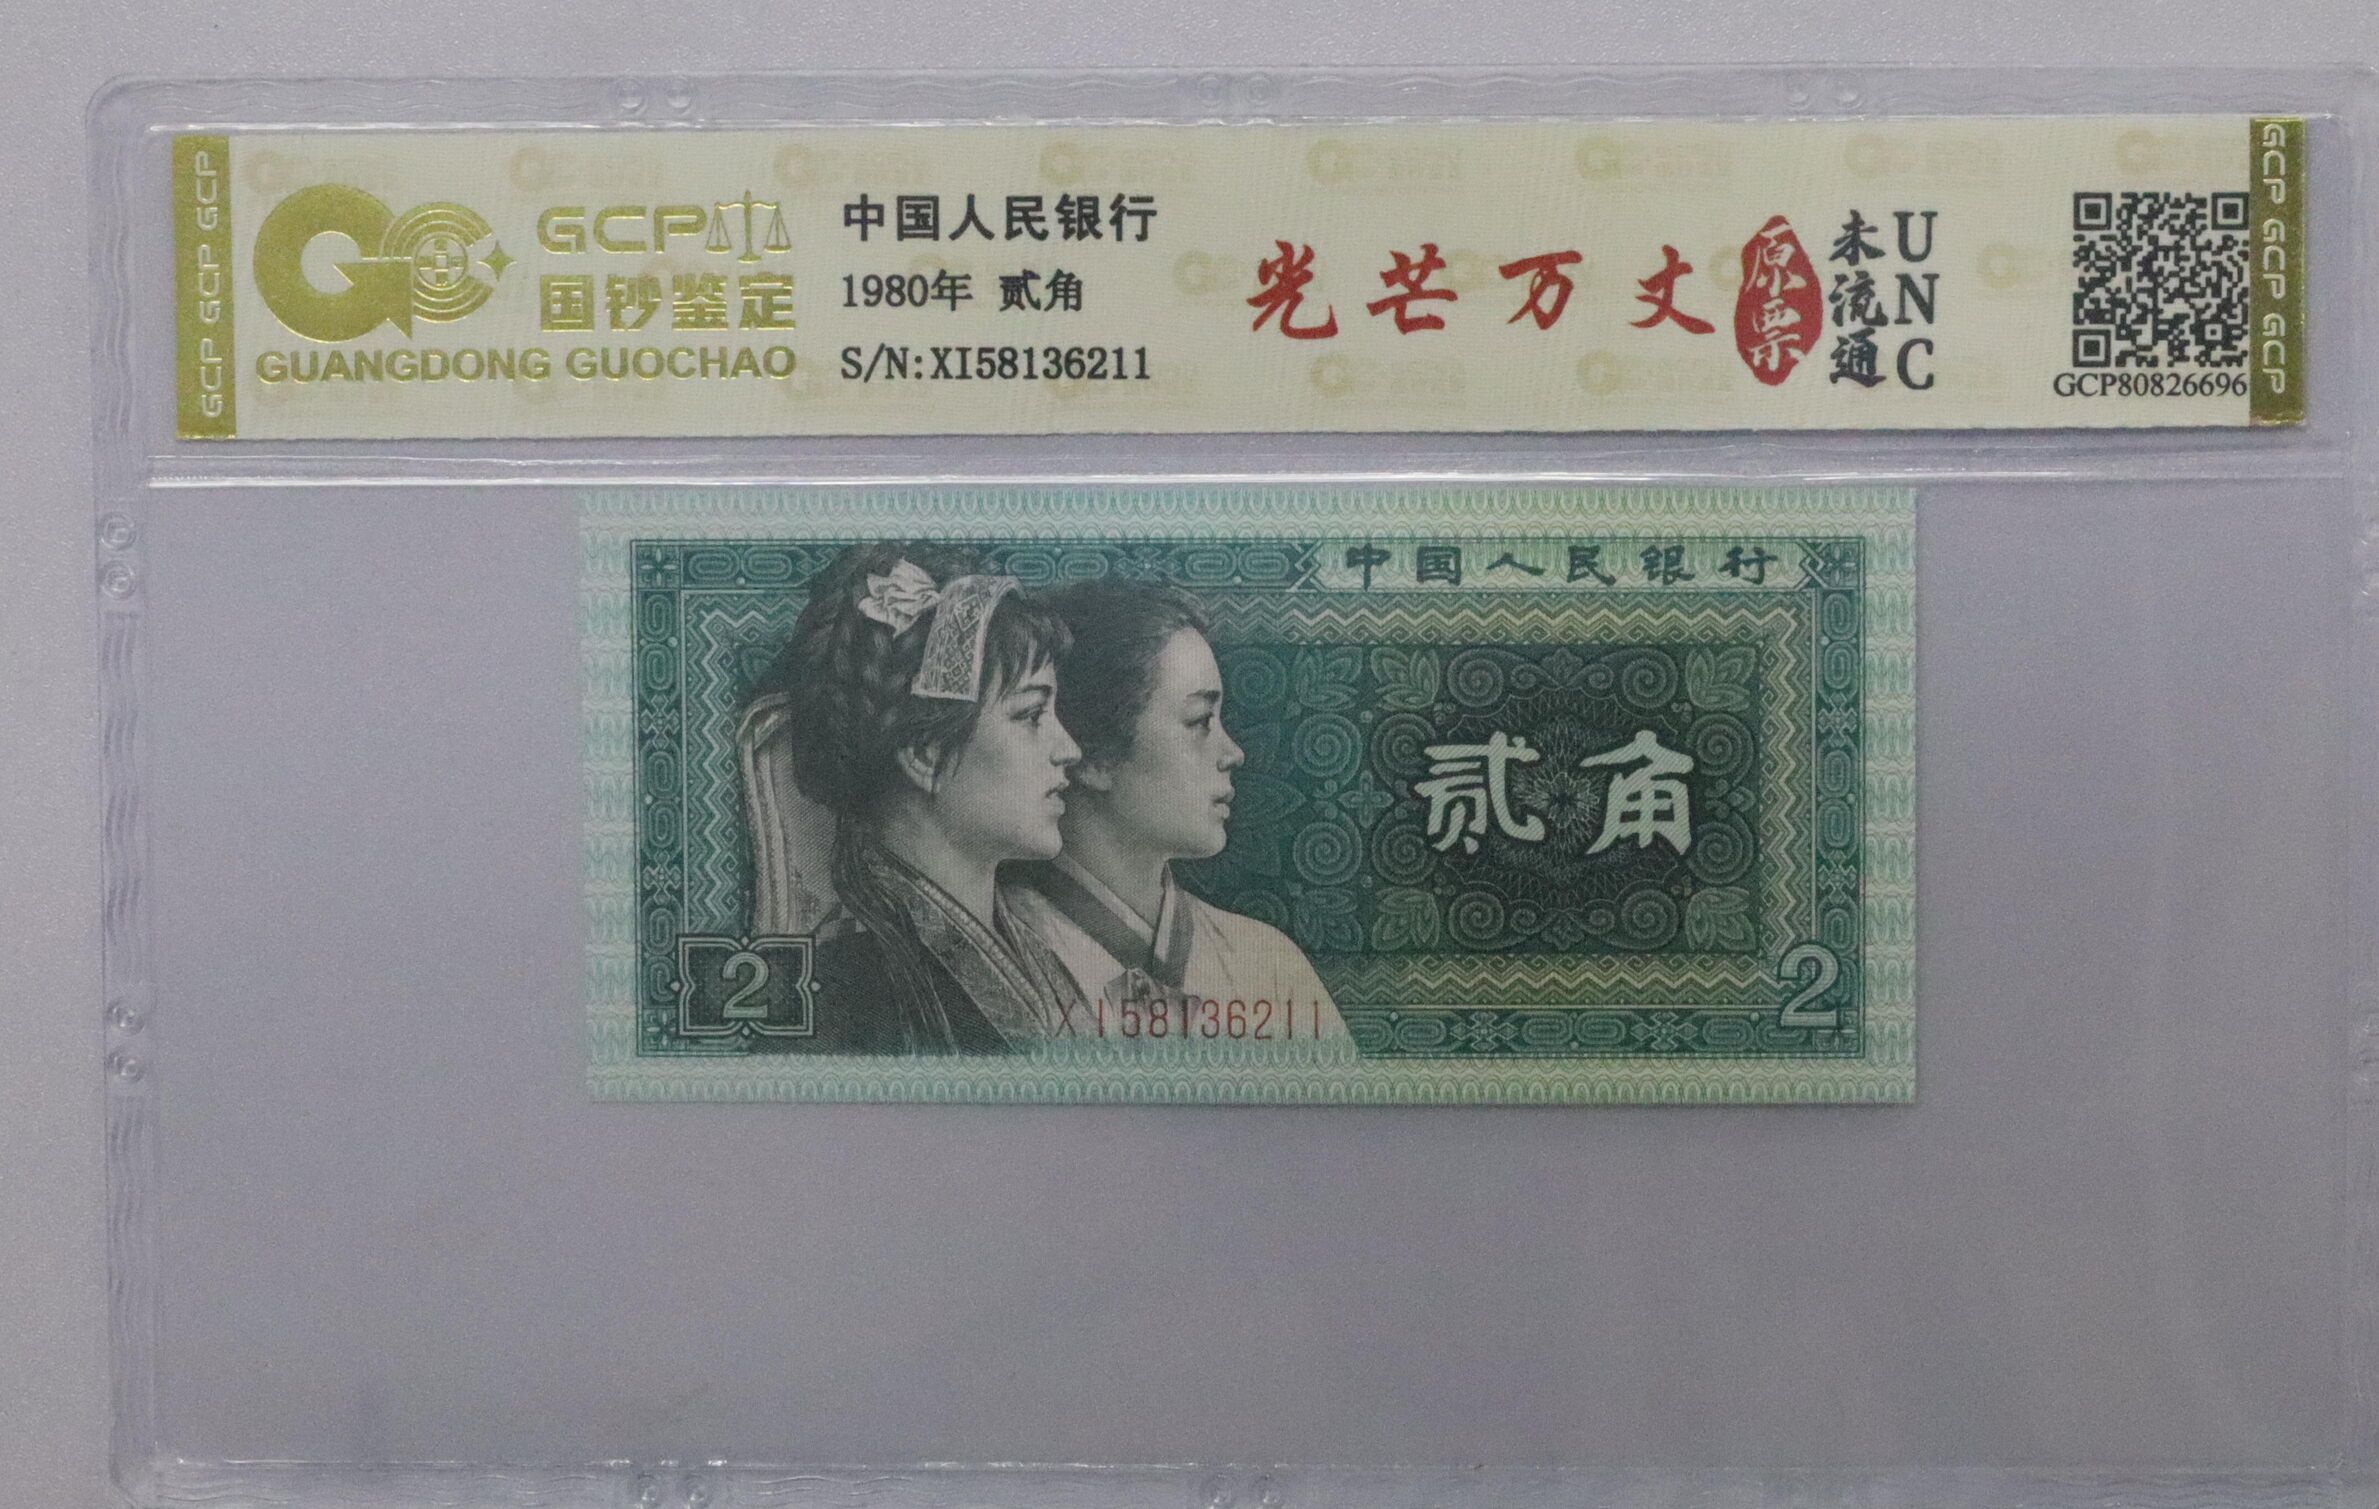 GCP GCP GCP
GCP
国钞鉴定
GUANGDONG GUOCHAO
中国人民银行
1980年 贰角
S/N:XI58136211
光芒万丈
原票
未流通
UNC
GCP80826696
GCP GCP GCP
中国人民银行
贰角
2
2
XI58136211